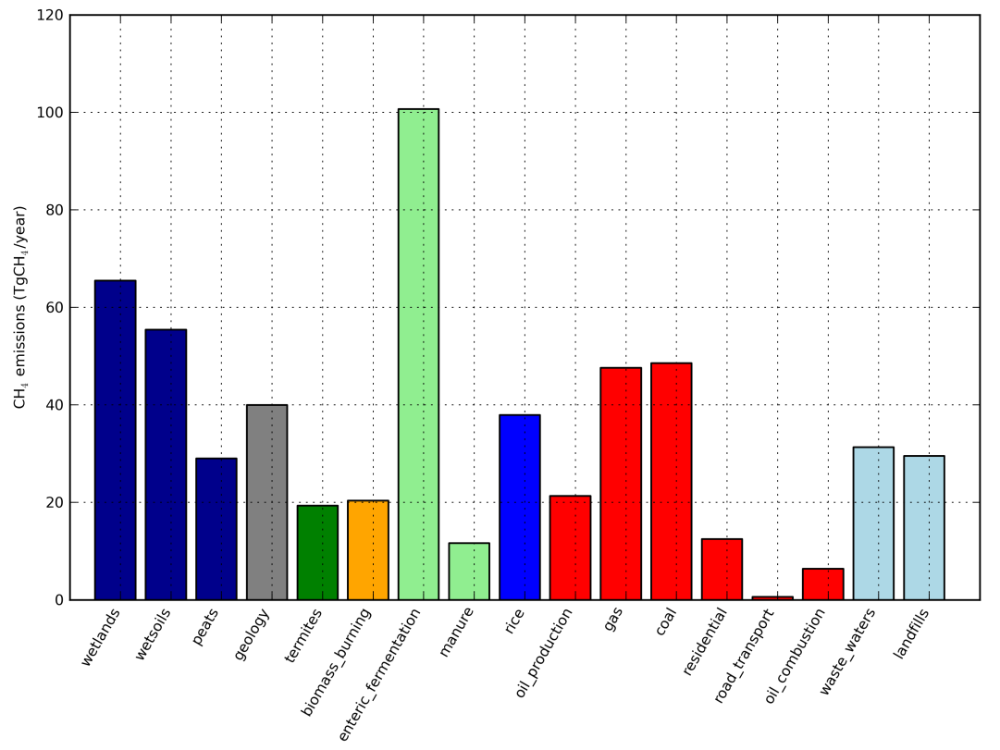 120
100
80
60
40
20
0
CH₄ emissions (TgCH₄/year)
wetlands
wetsoils
peats
geology
termites
biomass_burning
enteric_fermentation
manure
rice
oil_production
gas
coal
residential
road_transport
oil_combustion
waste_waters
landfills